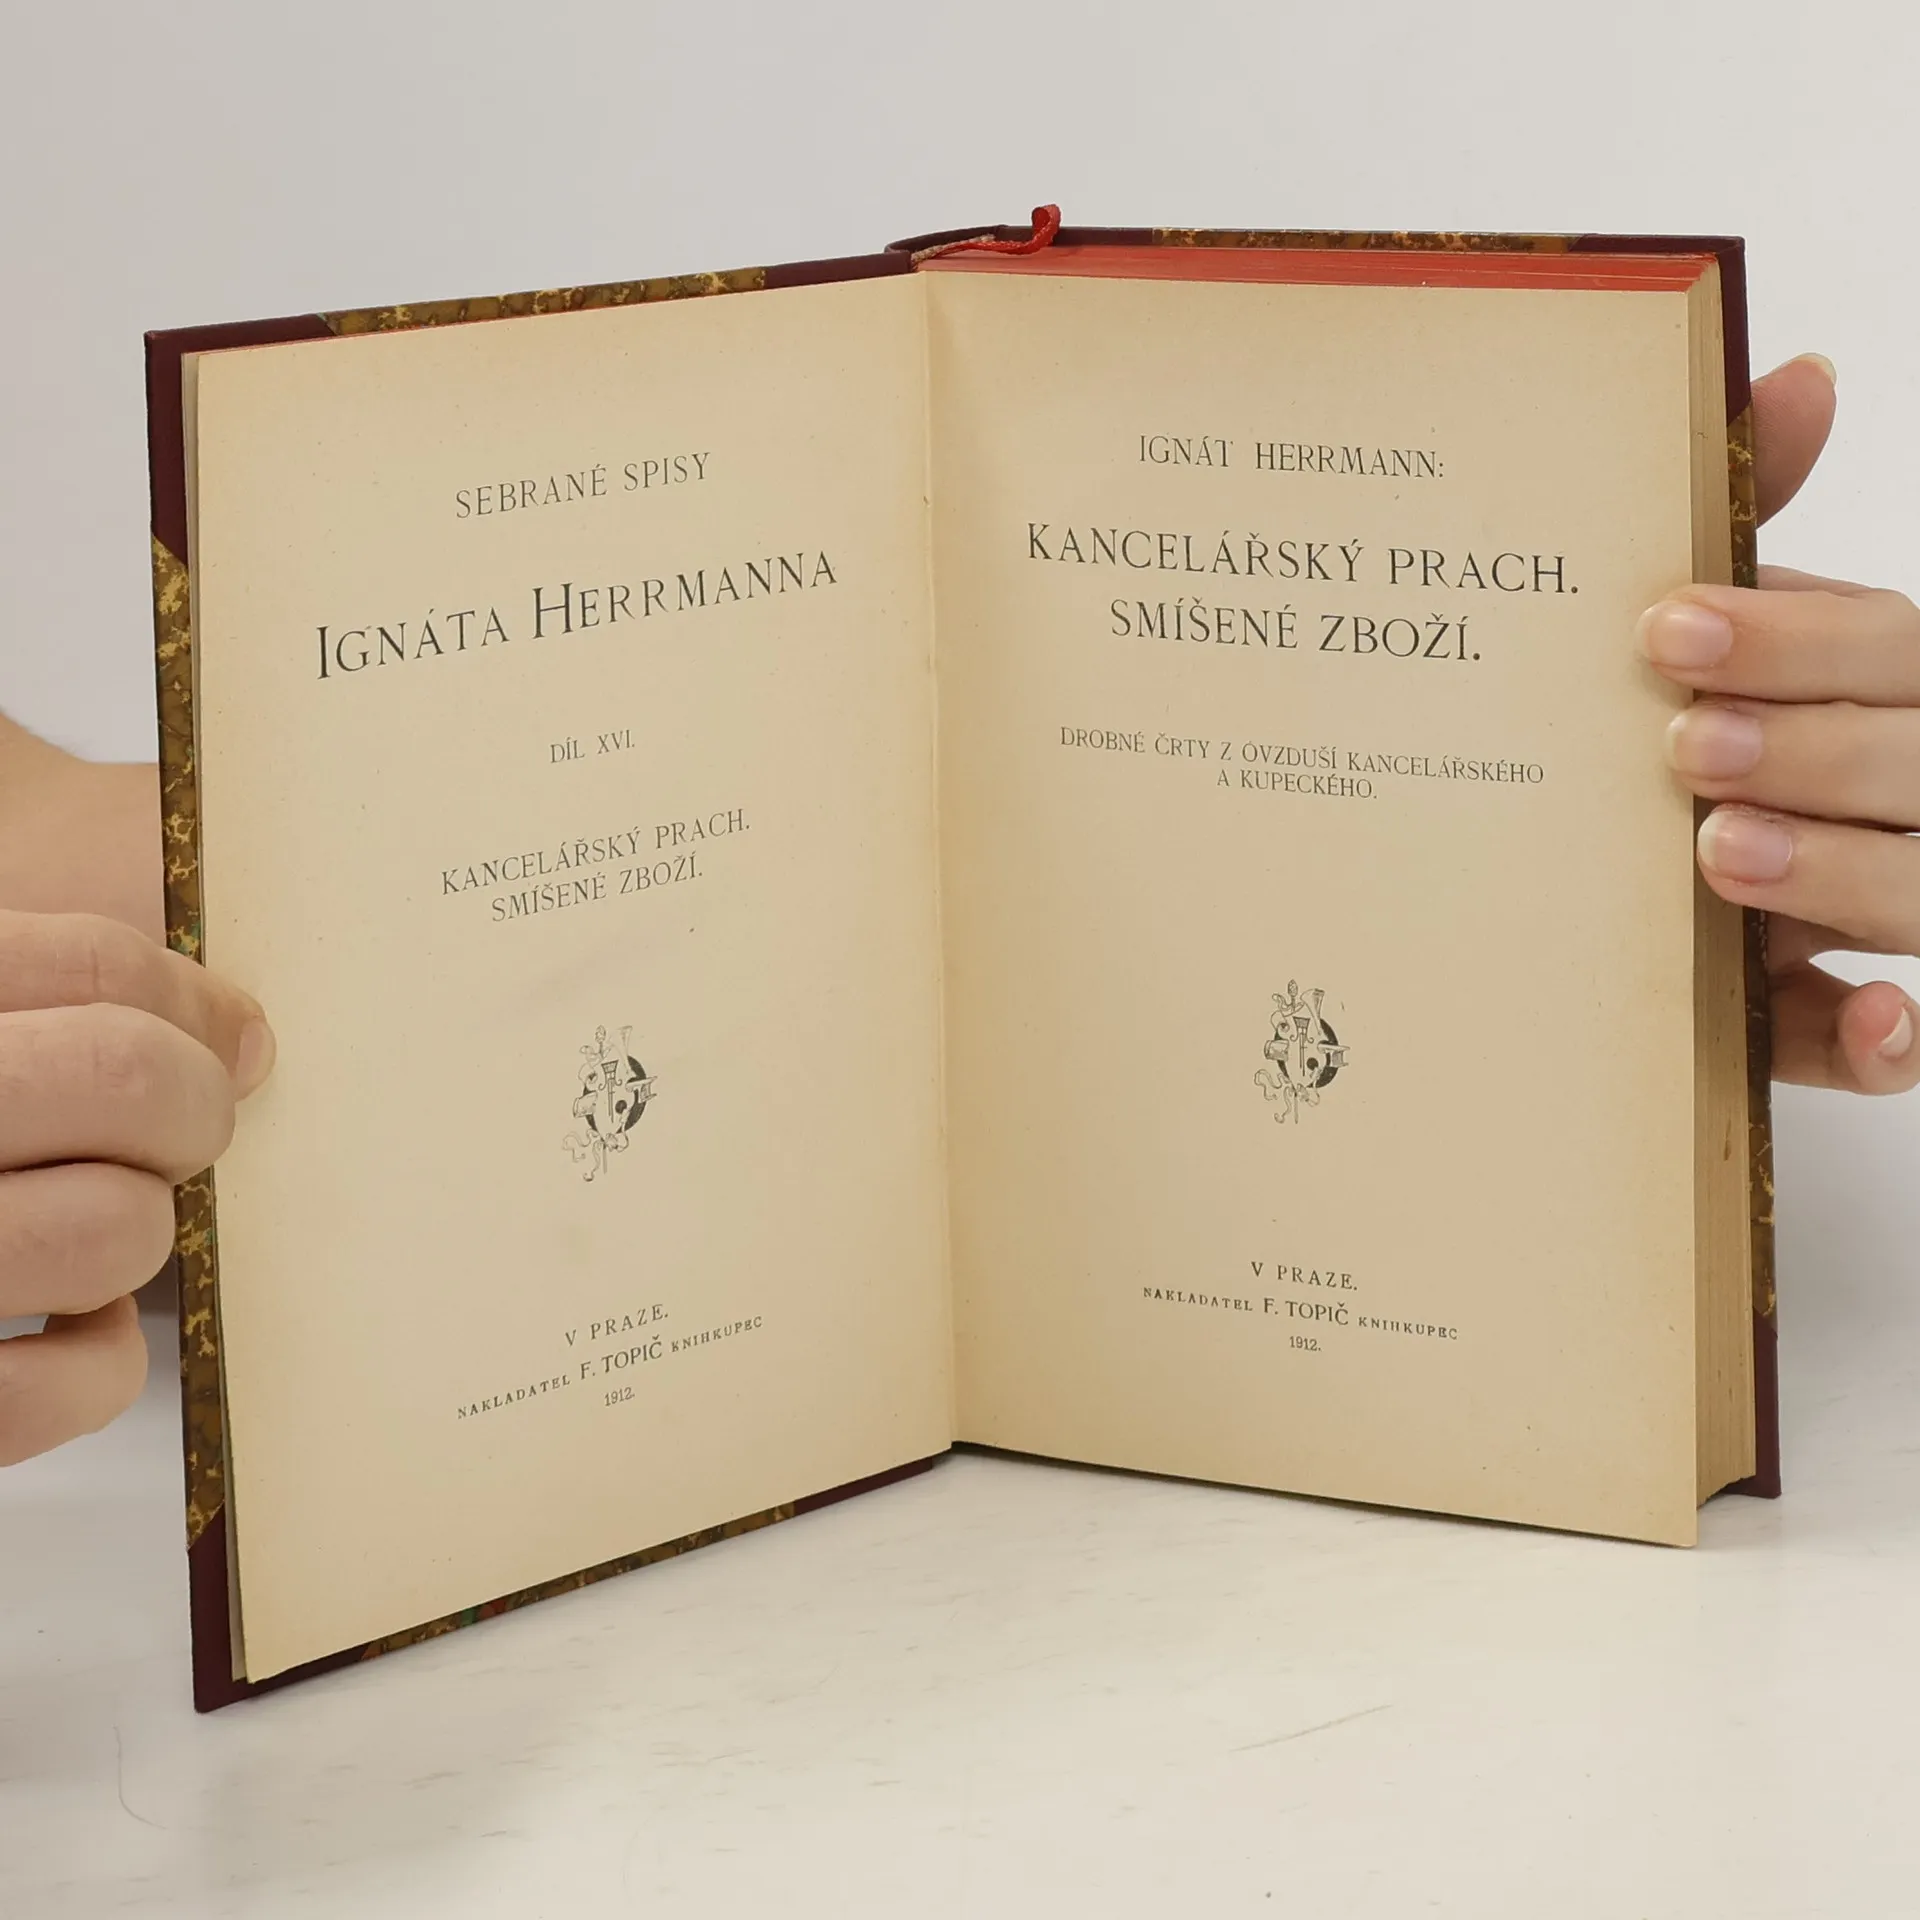 SEBRANÉ SPISY
IGNÁTA HERRMANNA
DÍL XVI.
KANCELÁŘSKÝ PRACH.
SMÍŠENÉ ZBOŽÍ.
V PRAZE.
NAKLADATEL F. TOPIČ KNIHKUPEC
1912.
IGNÁT HERRMANN:
KANCELÁŘSKÝ PRACH.
SMÍŠENÉ ZBOŽÍ.
DROBNÉ ČRTY Z OVZDUŠÍ KANCELÁŘSKÉHO
A KUPECKÉHO.
V PRAZE.
NAKLADATEL F. TOPIČ KNIHKUPEC
1912.